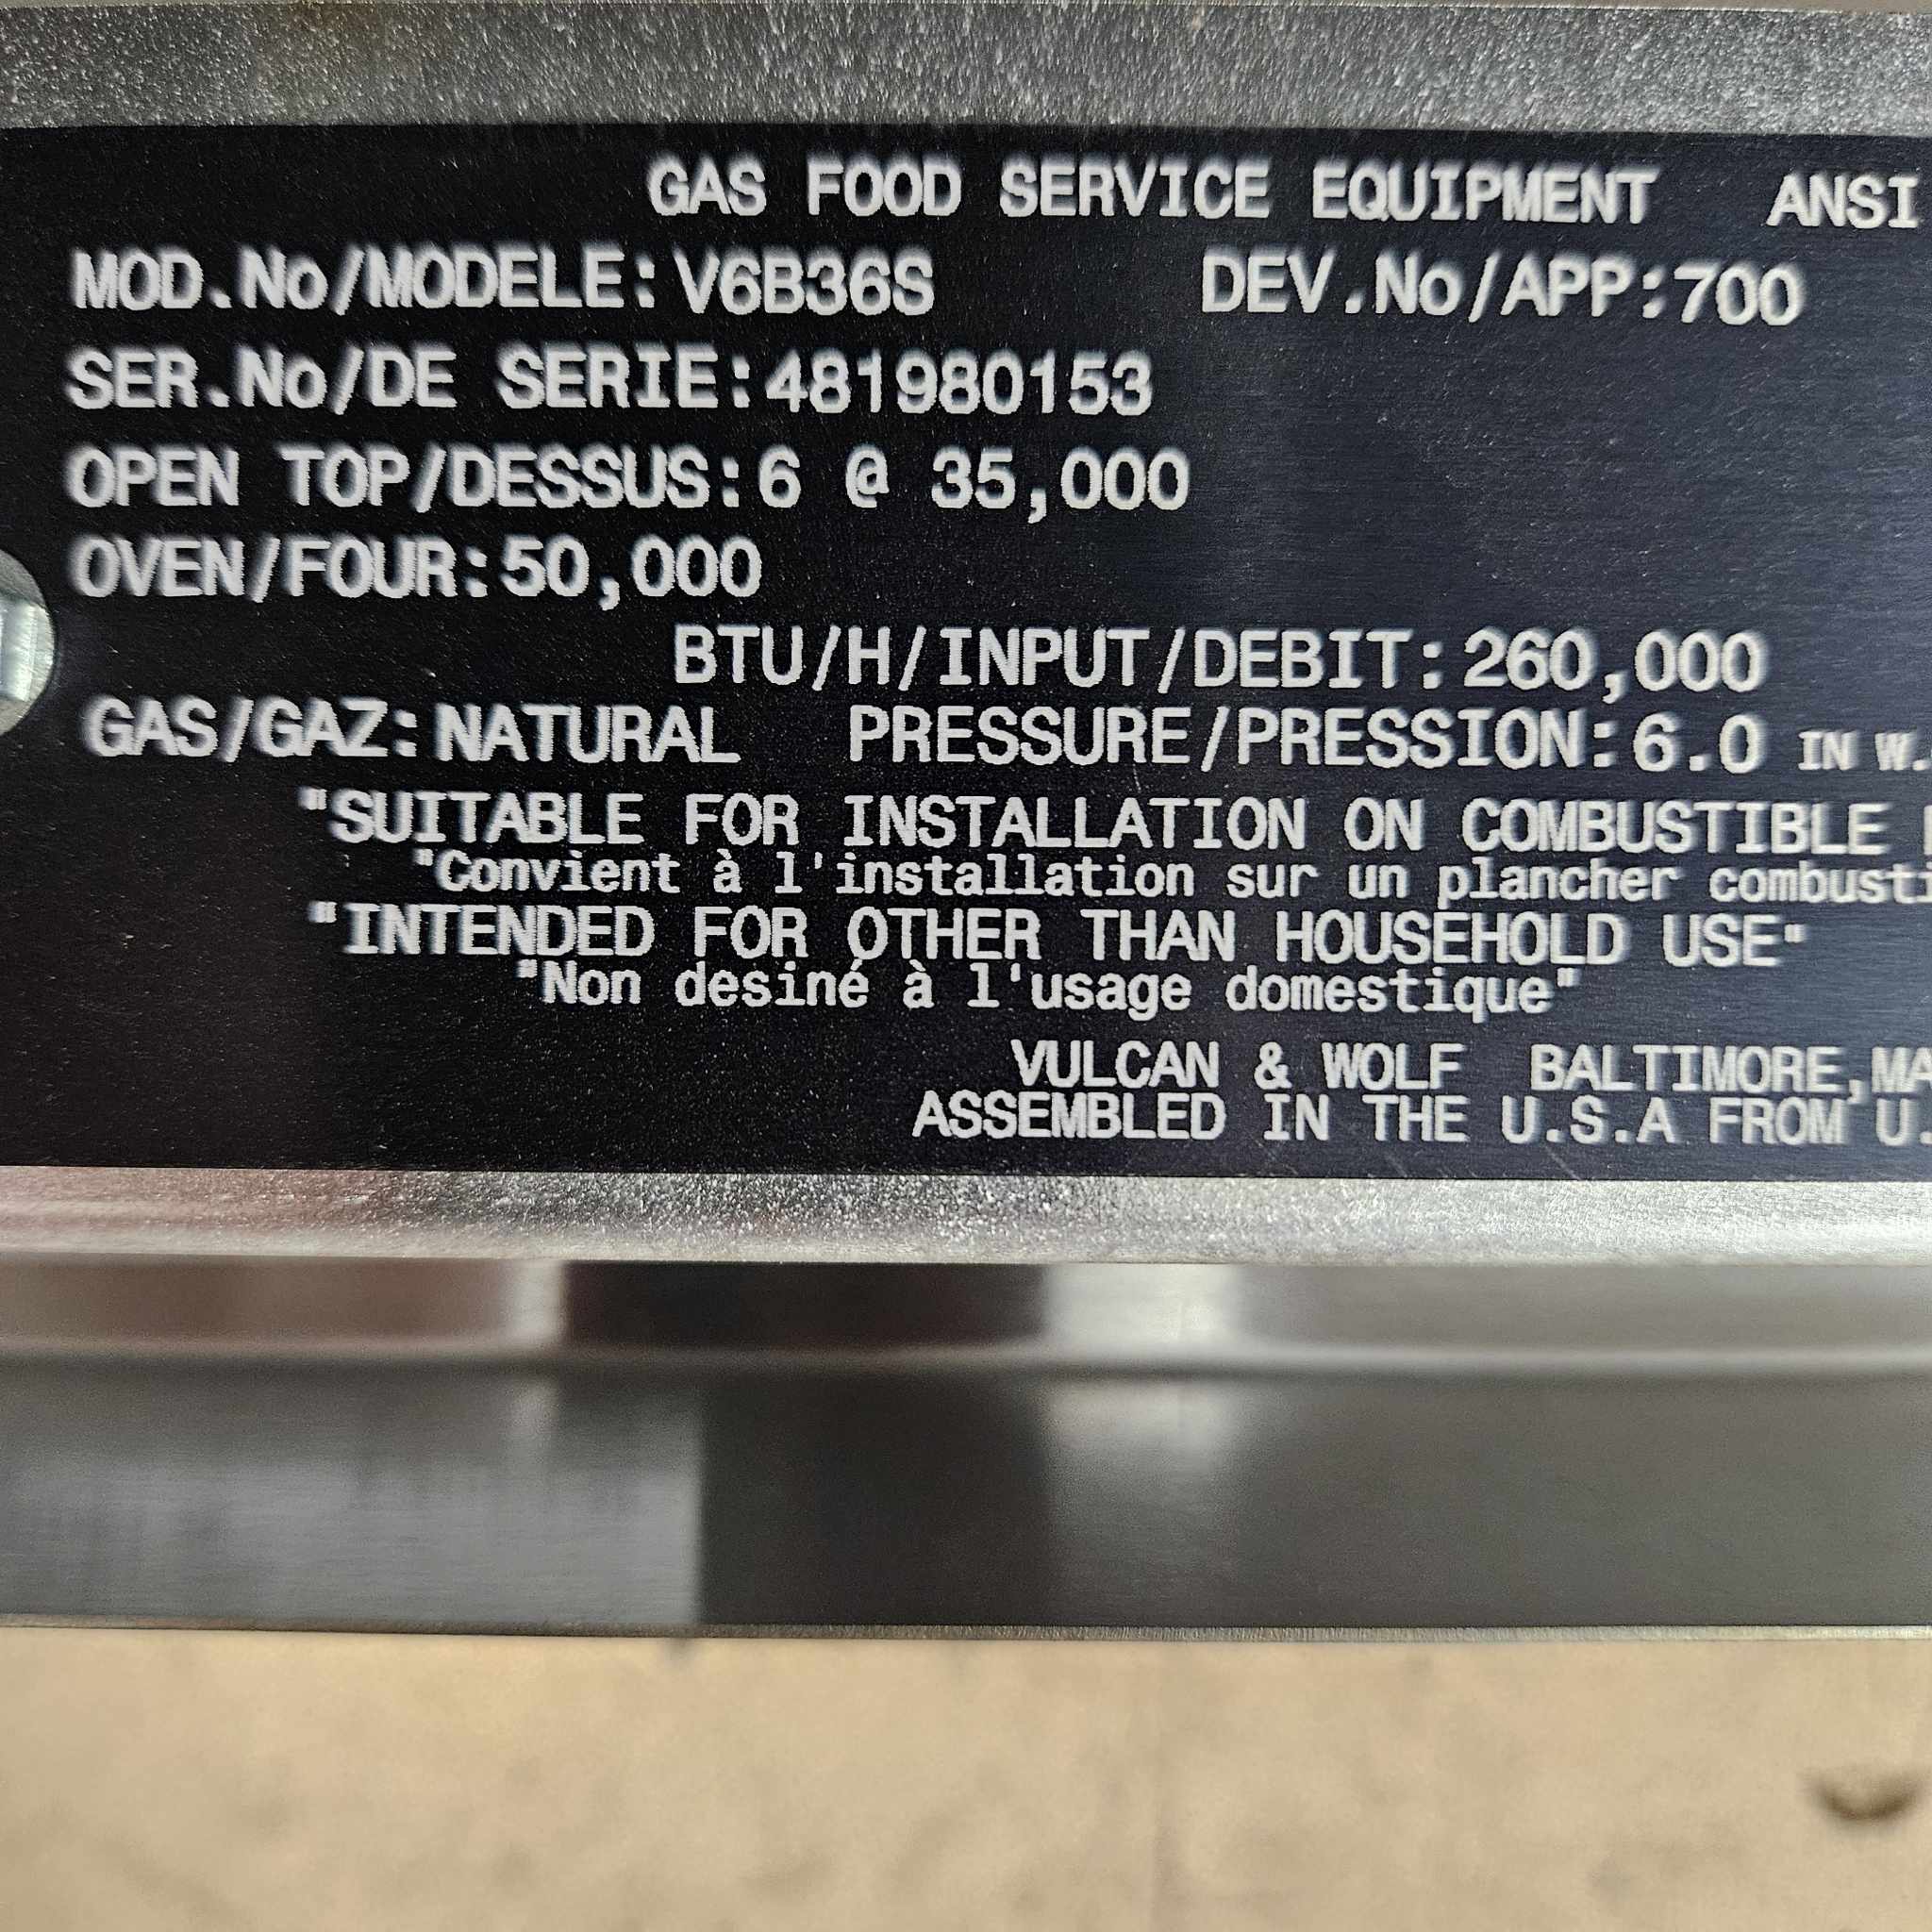 GAS FOOD SERVICE EQUIPMENT ANSI
MOD.No/MODELE:V6B36S DEV.No/APP:700
SER.No/DE SERIE:481980153
OPEN TOP/DESSUS:6 @ 35,000
OVEN/FOUR:50,000
BTU/H/INPUT/DEBIT:260,000
GAS/GAZ:NATURAL PRESSURE/PRESSION:6.0 IN W.
"SUITABLE FOR INSTALLATION ON COMBUSTIBLE
"Convient à l'installation sur un plancher combusti
"INTENDED FOR OTHER THAN HOUSEHOLD USE"
"Non desiné à l'usage domestique"
VULCAN & WOLF BALTIMORE,MA
ASSEMBLED IN THE U.S.A FROM U.